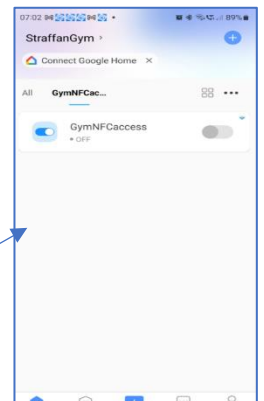 07:02 89%
StraffanGym >
Connect Google Home ×
All GymNFCac...
GymNFCaccess
• OFF